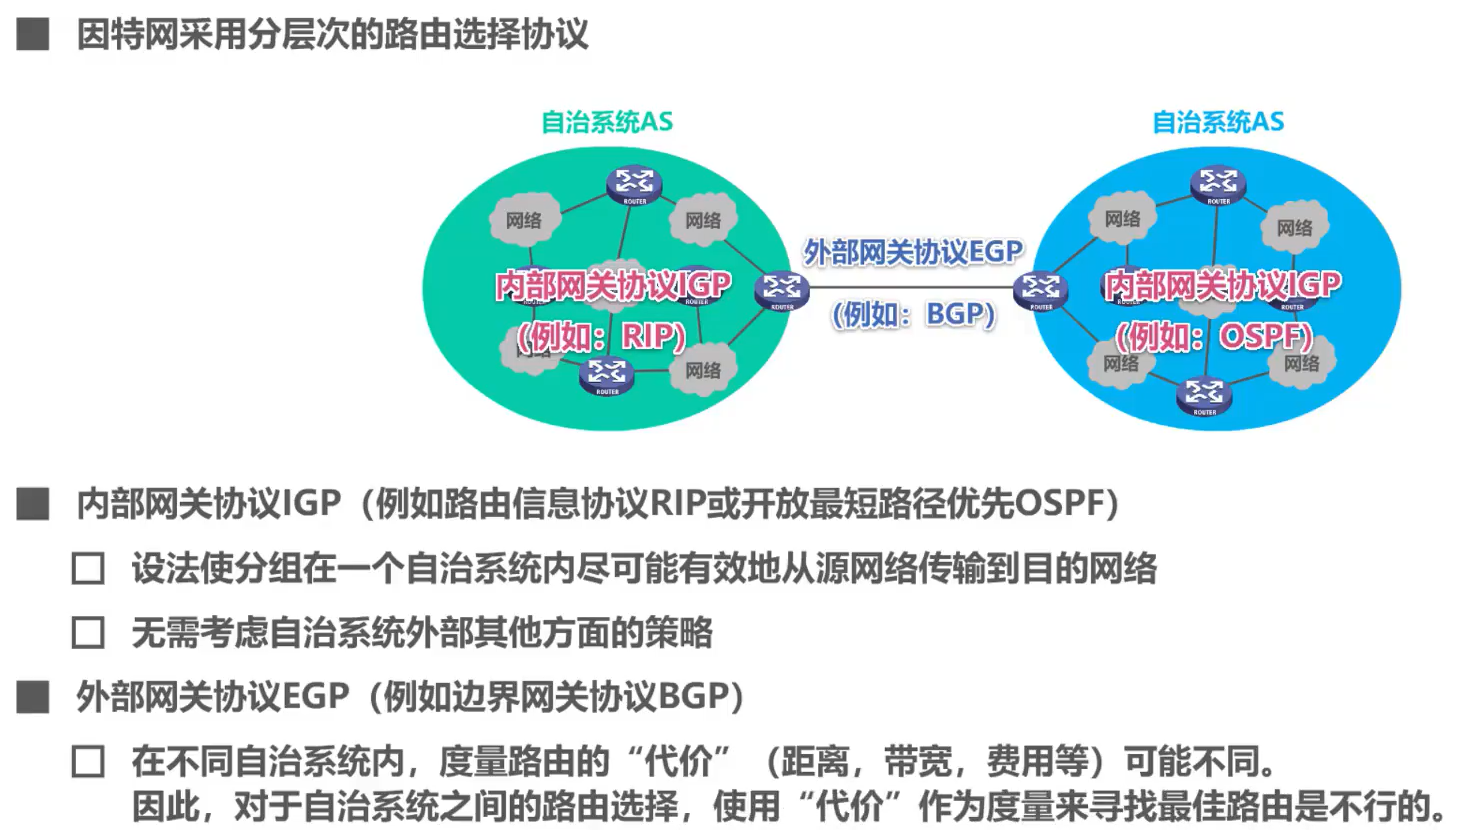 因特网采用分层次的路由选择协议
自治系统AS
自治系统AS
ROUTER
ROUTER
网络
网络
网络
网络
外部网关协议EGP
内部网关协议IGP
内部网关协议IGP
ROUTER
ROUTER
ROUTER
(例如：BGP)
(例如：RIP)
(例如：OSPF)
网络
网络
网络
网络
ROUTER
ROUTER
内部网关协议IGP（例如路由信息协议RIP或开放最短路径优先OSPF）
设法使分组在一个自治系统内尽可能有效地从源网络传输到目的网络
无需考虑自治系统外部其他方面的策略
外部网关协议EGP（例如边界网关协议BGP）
在不同自治系统内，度量路由的“代价”（距离，带宽，费用等）可能不同。
因此，对于自治系统之间的路由选择，使用“代价”作为度量来寻找最佳路由是不行的。